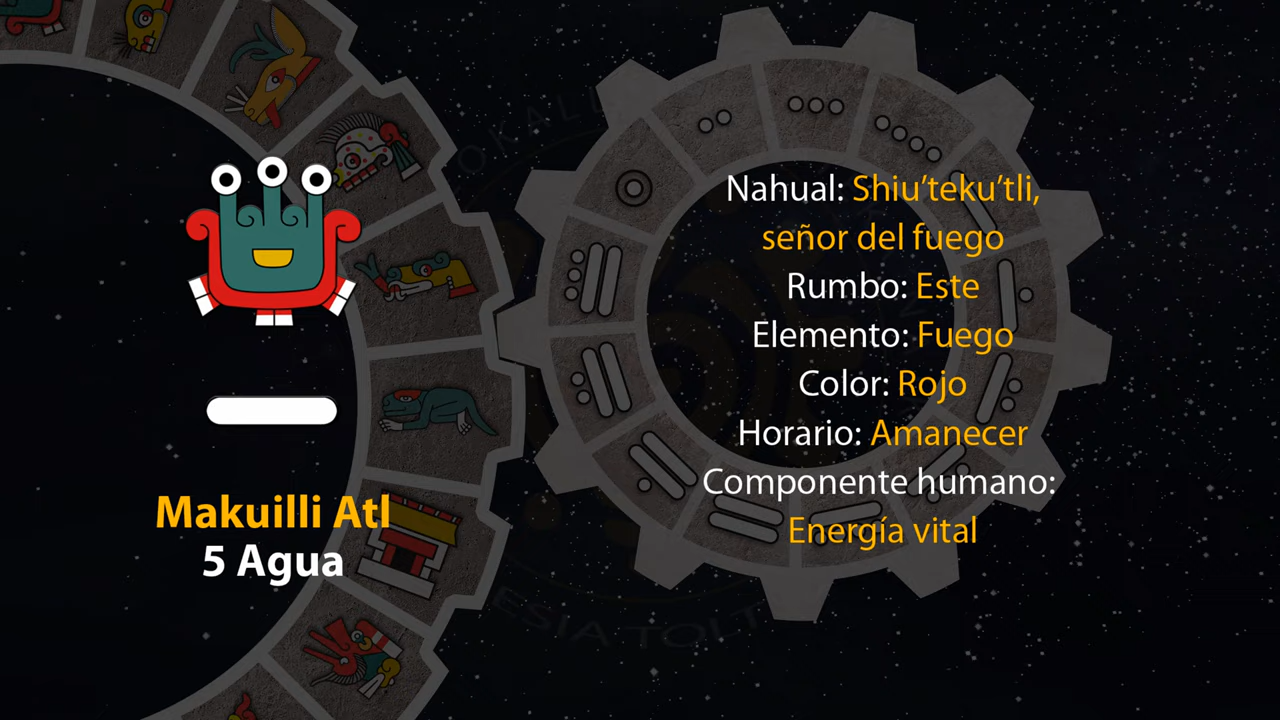 Makuilli Atl
5 Agua
Nahual: Shiu’teku’tli,
señor del fuego
Rumbo: Este
Elemento: Fuego
Color: Rojo
Horario: Amanecer
Componente humano:
Energía vital